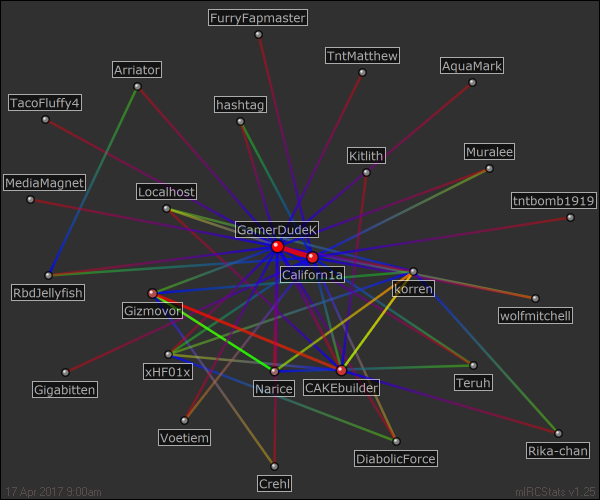 FurryFapmaster
TntMatthew
AquaMark
Arriator
TacoFluffy4
hashtag
Kitlith
Muralee
MediaMagnet
Localhost
tntbomb1919
GamerDudeK
Californ1a
korren
RbdJellyfish
Gizmovor
wolfmitchell
xHF01x
Gigabitten
Narice
CAKEbuilder
Teruh
Voetiem
DiabolicForce
Rika-chan
Crehl
17 Apr 2017 9:00am
mIRCStats v1.25